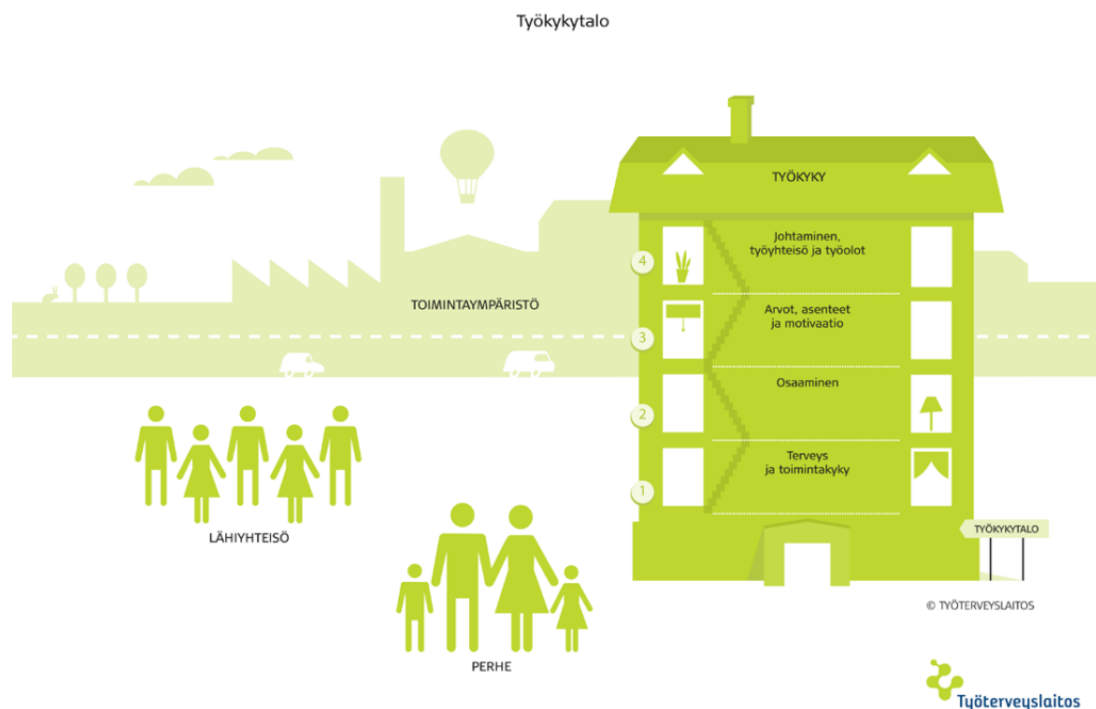 Työkykytalo
TYÖKYKY
4
Johtaminen,
työyhteisö ja työolot
3
Arvot, asenteet
ja motivaatio
2
Osaaminen
1
Terveys
ja toimintakyky
TOIMINTAYMPÄRISTÖ
LÄHIYHTEISÖ
PERHE
TYÖKYKYTALO
© TYÖTERVEYSLAITOS
Työterveyslaitos